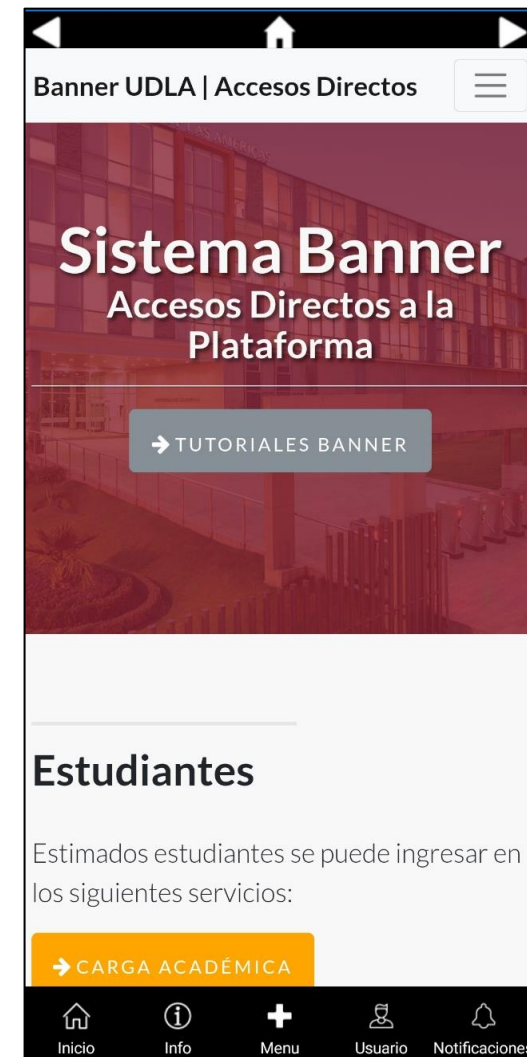 Banner UDLA | Accesos Directos
Sistema Banner
Accesos Directos a la
Plataforma
TUTORIALES BANNER
Estudiantes
Estimados estudiantes se puede ingresar en
los siguientes servicios:
CARGA ACADÉMICA
Inicio Info Menu Usuario Notificaciones